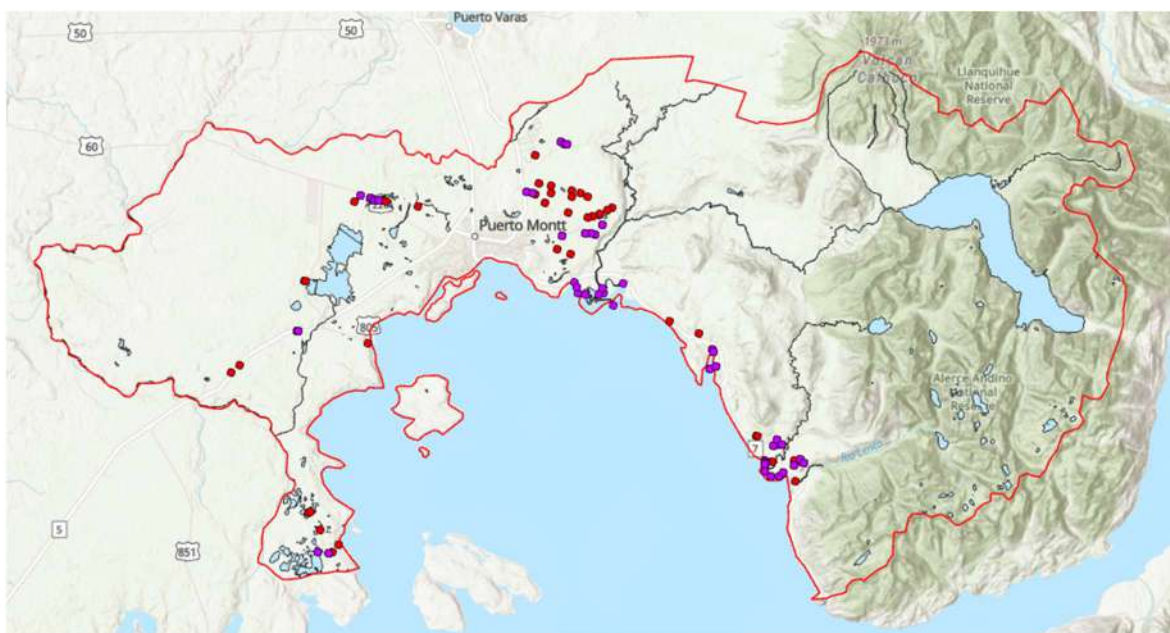 Puerto Varas
50
50
1973 m
Volcan
Calbuco
Llanquihue
National
Reserve
60
Puerto Montt
805
Alerce Andino
National
Reserve
7
5
851